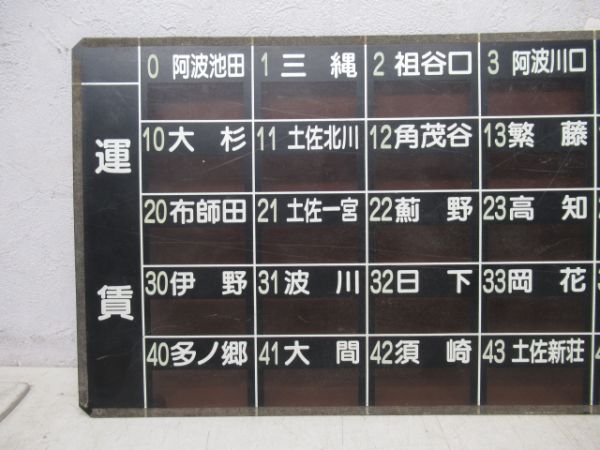 運賃
0 阿波池田 1 三縄 2 祖谷口 3 阿波川口
10 大杉 11 土佐北川 12 角茂谷 13 繁藤
20 布師田 21 土佐一宮 22 薊野 23 高知
30 伊野 31 波川 32 日下 33 岡花
40 多ノ郷 41 大間 42 須崎 43 土佐新荘